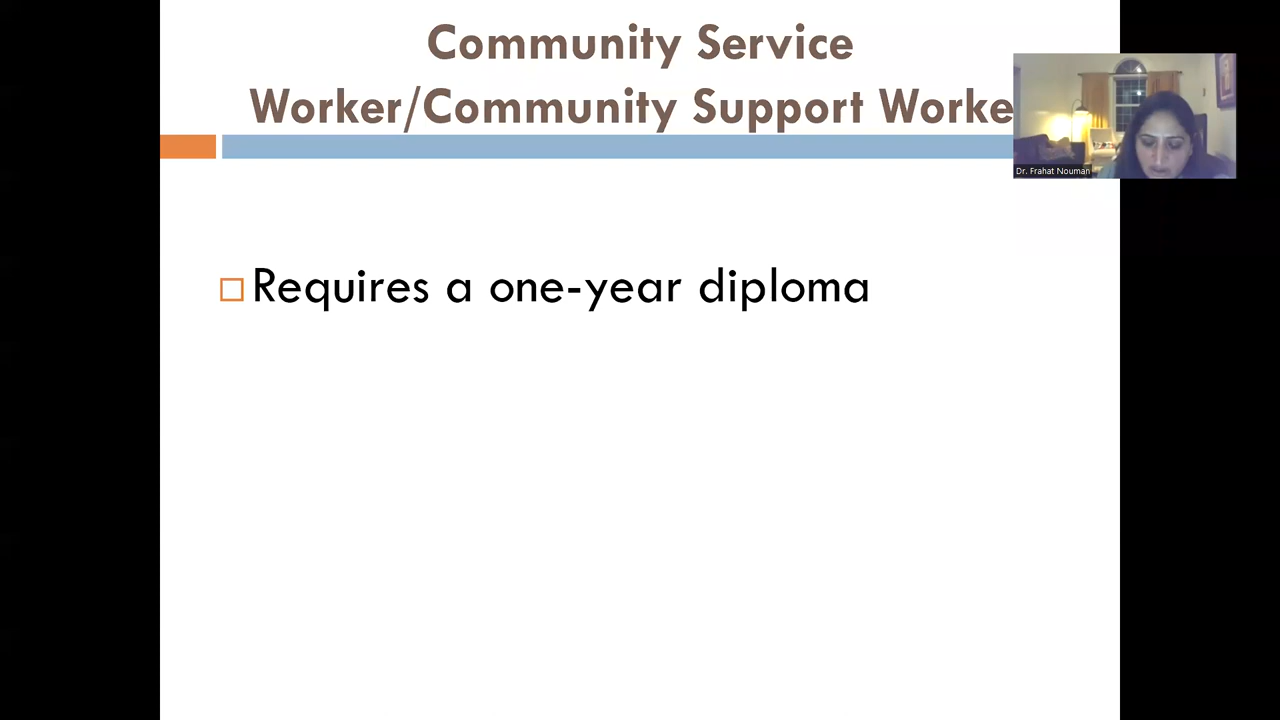 Community Service
Worker/Community Support Worke
Dr. Frahat Nouman
Requires a one-year diploma